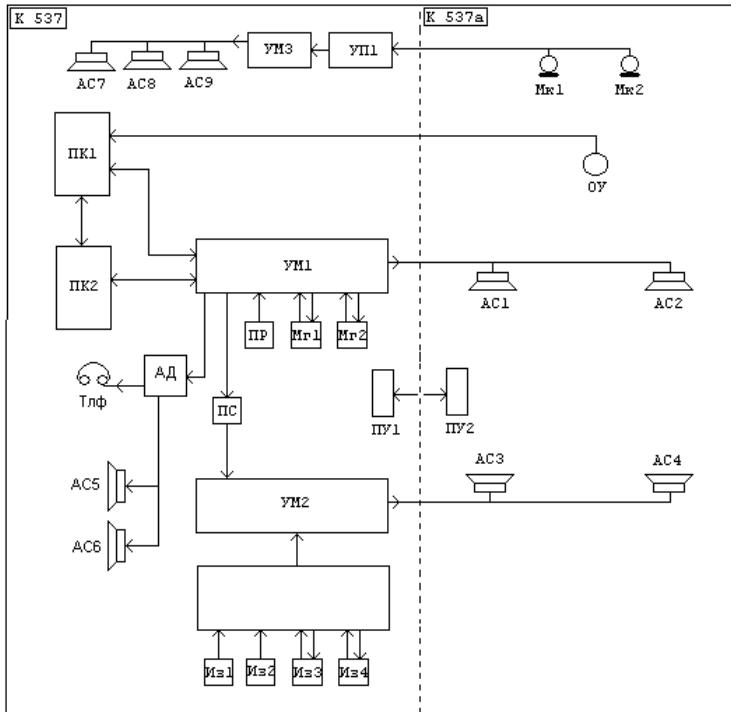 К 537
К 537а
УМ3
УП1
АС7
АС8
АС9
Мк1
Мк2
ПК1
ОУ
ПК2
УМ1
АС1
АС2
ПР
Мг1
Мг2
АД
Тлф
ПС
ПУ1
ПУ2
АС3
АС4
АС5
УМ2
АС6
Из1
Из2
Из3
Из4